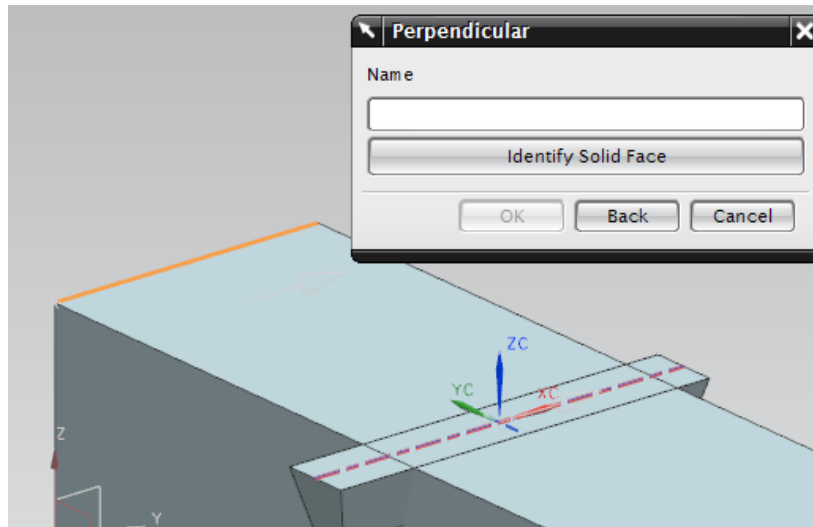 Perpendicular
Name
Identify Solid Face
OK
Back
Cancel
ZC
YC
XC
Z
Y